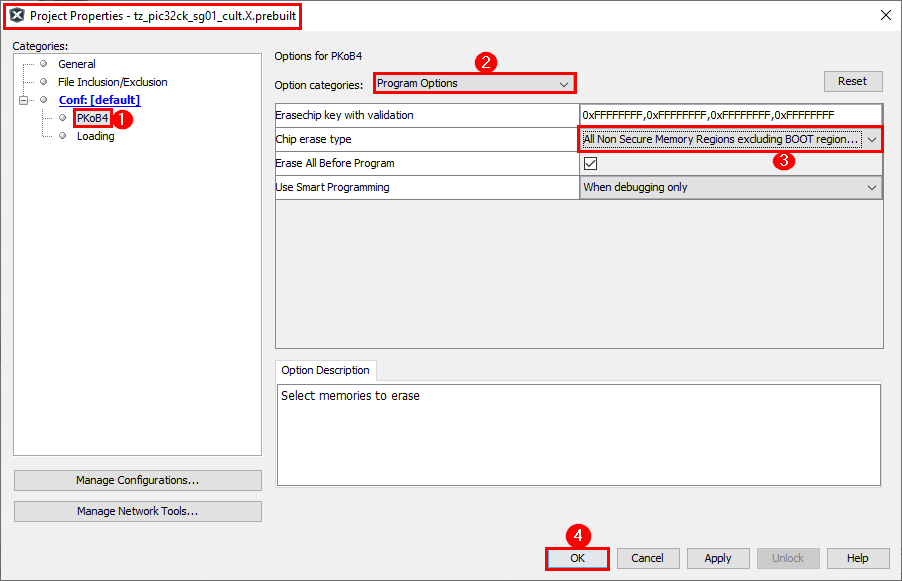 Project Properties - tz_pic32ck_sg01_cult.X.prebuilt
Categories:
General
File Inclusion/Exclusion
Conf: [default]
PKoB4
1
Loading
Manage Configurations...
Manage Network Tools...
Options for PKoB4
2
Option categories: Program Options
Reset
Erasechip key with validation 0xFFFFFFFF,0xFFFFFFFF,0xFFFFFFFF,0xFFFFFFFF
Chip erase type All Non Secure Memory Regions excluding BOOT region...
3
Erase All Before Program
Use Smart Programming When debugging only
Option Description
Select memories to erase
4
OK Cancel Apply Unlock Help